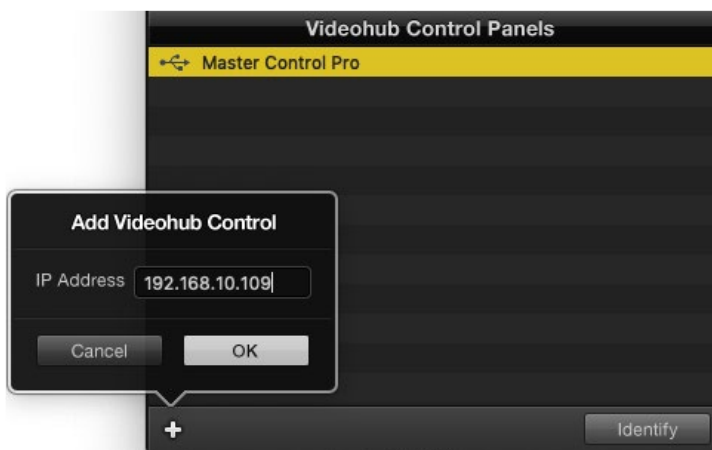 Videohub Control Panels
Master Control Pro
Add Videohub Control
IP Address 192.168.10.109
Cancel OK
+ Identify